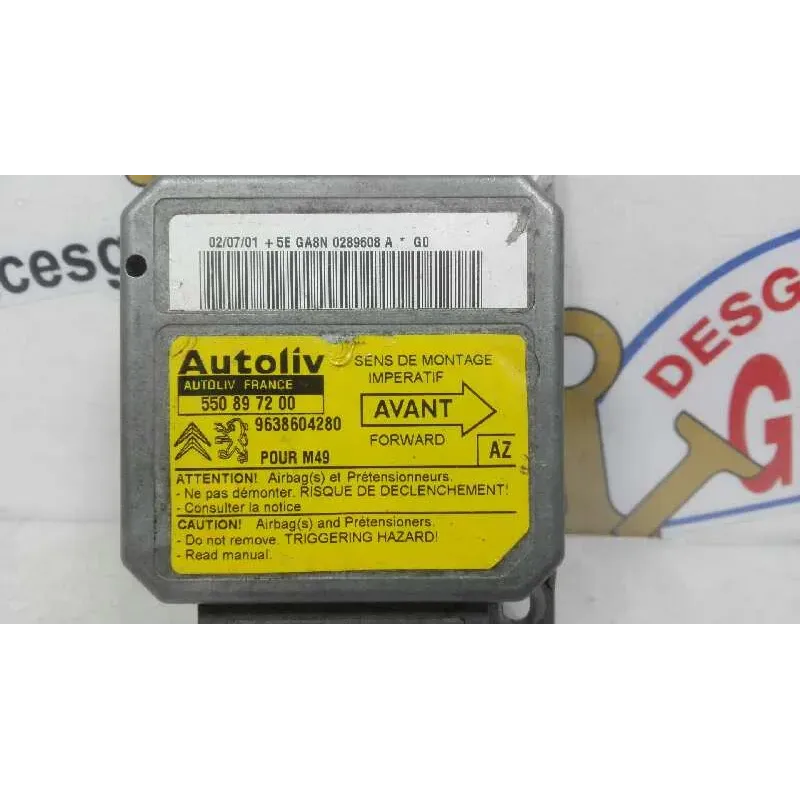 02/07/01 + 5E GA8N 0289608 A * GD
Autoliv
AUTOLIV FRANCE
550 89 72 00
9638604280
POUR M49
SENS DE MONTAGE
IMPERATIF
AVANT
FORWARD
AZ
ATTENTION! Airbag(s) et Prétensionneurs.
- Ne pas démonter. RISQUE DE DECLENCHEMENT!
- Consulter la notice
CAUTION! Airbag(s) and Prétensioners.
- Do not remove. TRIGGERING HAZARD!
- Read manual.
cesg
DESG
G